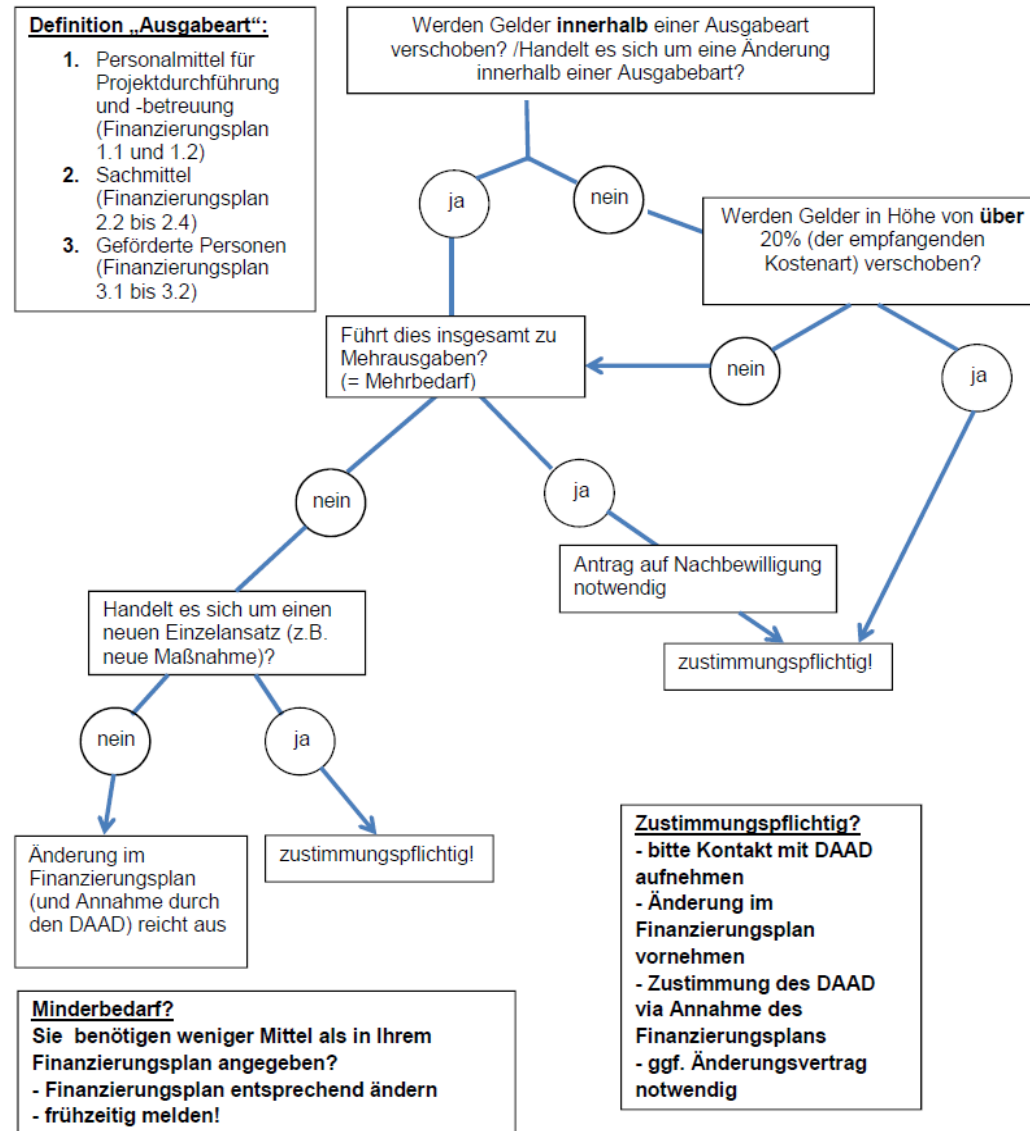 Definition „Ausgabeart“:
1. Personalmittel für
Projektdurchführung
und -betreuung
(Finanzierungsplan
1.1 und 1.2)
2. Sachmittel
(Finanzierungsplan
2.2 bis 2.4)
3. Geförderte Personen
(Finanzierungsplan
3.1 bis 3.2)
Werden Gelder innerhalb einer Ausgabeart
verschoben? /Handelt es sich um eine Änderung
innerhalb einer Ausgabebart?
ja
nein
Werden Gelder in Höhe von über
20% (der empfangenden
Kostenart) verschoben?
Führt dies insgesamt zu
Mehrausgaben?
(= Mehrbedarf)
nein
ja
nein
ja
Antrag auf Nachbewilligung
notwendig
Handelt es sich um einen
neuen Einzelansatz (z.B.
neue Maßnahme)?
zustimmungspflichtig!
nein
ja
Änderung im
Finanzierungsplan
(und Annahme durch
den DAAD) reicht aus
zustimmungspflichtig!
Zustimmungspflichtig?
- bitte Kontakt mit DAAD
aufnehmen
- Änderung im
Finanzierungsplan
vornehmen
- Zustimmung des DAAD
via Annahme des
Finanzierungsplans
- ggf. Änderungsvertrag
notwendig
Minderbedarf?
Sie benötigen weniger Mittel als in Ihrem
Finanzierungsplan angegeben?
- Finanzierungsplan entsprechend ändern
- frühzeitig melden!